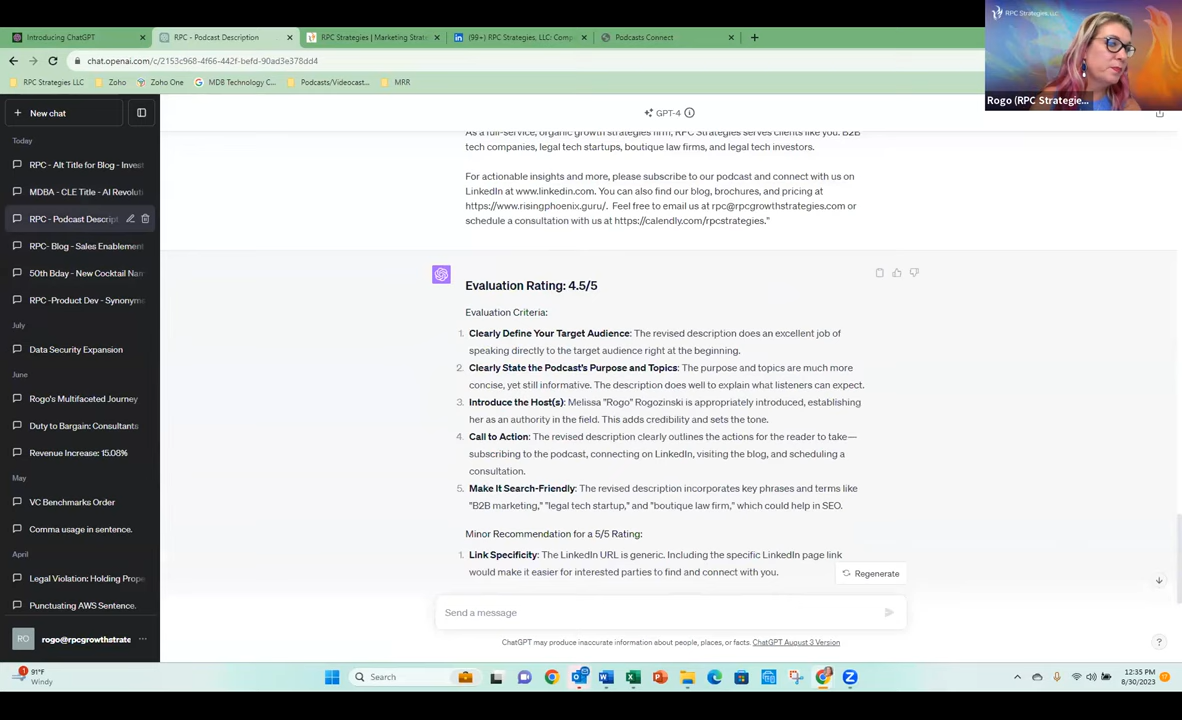 Introducing ChatGPT
RPC - Podcast Description
RPC Strategies | Marketing Strat
(99+) RPC Strategies, LLC: Comp
Podcasts Connect
chat.openai.com/c/2153c968-4f66-442f-befd-90ad3e378dd4
RPC Strategies LLC
Zoho
Zoho One
MDB Technology C...
Podcasts/Videocast...
MRR
RPC Strategies, LLC
Rogo (RPC Strategie...
New chat
Today
RPC - Alt Title for Blog - Invest
MDBA - CLE Title - AI Revoluti
RPC - Podcast Descript
RPC- Blog - Sales Enablement
50th Bday - New Cocktail Nam
RPC -Product Dev - Synonyms
July
Data Security Expansion
June
Rogo's Multifaceted Journey
Duty to Bargain: Consultants
Revenue Increase: 15.08%
May
VC Benchmarks Order
Comma usage in sentence.
April
Legal Violation: Holding Prope
Punctuating AWS Sentence.
RO
rogo@rpcgrowthstrate
GPT-4
As a full-service, organic growth strategies firm, RPC Strategies serves clients like you: B2B
tech companies, legal tech startups, boutique law firms, and legal tech investors.
For actionable insights and more, please subscribe to our podcast and connect with us on
LinkedIn at www.linkedin.com. You can also find our blog, brochures, and pricing at
https://www.risingphoenix.guru/. Feel free to email us at rpc@rpcgrowthstrategies.com or
schedule a consultation with us at https://calendly.com/rpcstrategies."
Evaluation Rating: 4.5/5
Evaluation Criteria:
1. Clearly Define Your Target Audience: The revised description does an excellent job of
speaking directly to the target audience right at the beginning.
2. Clearly State the Podcast's Purpose and Topics: The purpose and topics are much more
concise, yet still informative. The description does well to explain what listeners can expect.
3. Introduce the Host(s): Melissa "Rogo" Rogozinski is appropriately introduced, establishing
her as an authority in the field. This adds credibility and sets the tone.
4. Call to Action: The revised description clearly outlines the actions for the reader to take—
subscribing to the podcast, connecting on LinkedIn, visiting the blog, and scheduling a
consultation.
5. Make It Search-Friendly: The revised description incorporates key phrases and terms like
"B2B marketing," "legal tech startup," and "boutique law firm," which could help in SEO.
Minor Recommendation for a 5/5 Rating:
1. Link Specificity: The LinkedIn URL is generic. Including the specific LinkedIn page link
would make it easier for interested parties to find and connect with you.
Regenerate
Send a message
ChatGPT may produce inaccurate information about people, places, or facts. ChatGPT August 3 Version
?
1
91°F
Windy
Search
12:35 PM
8/30/2023